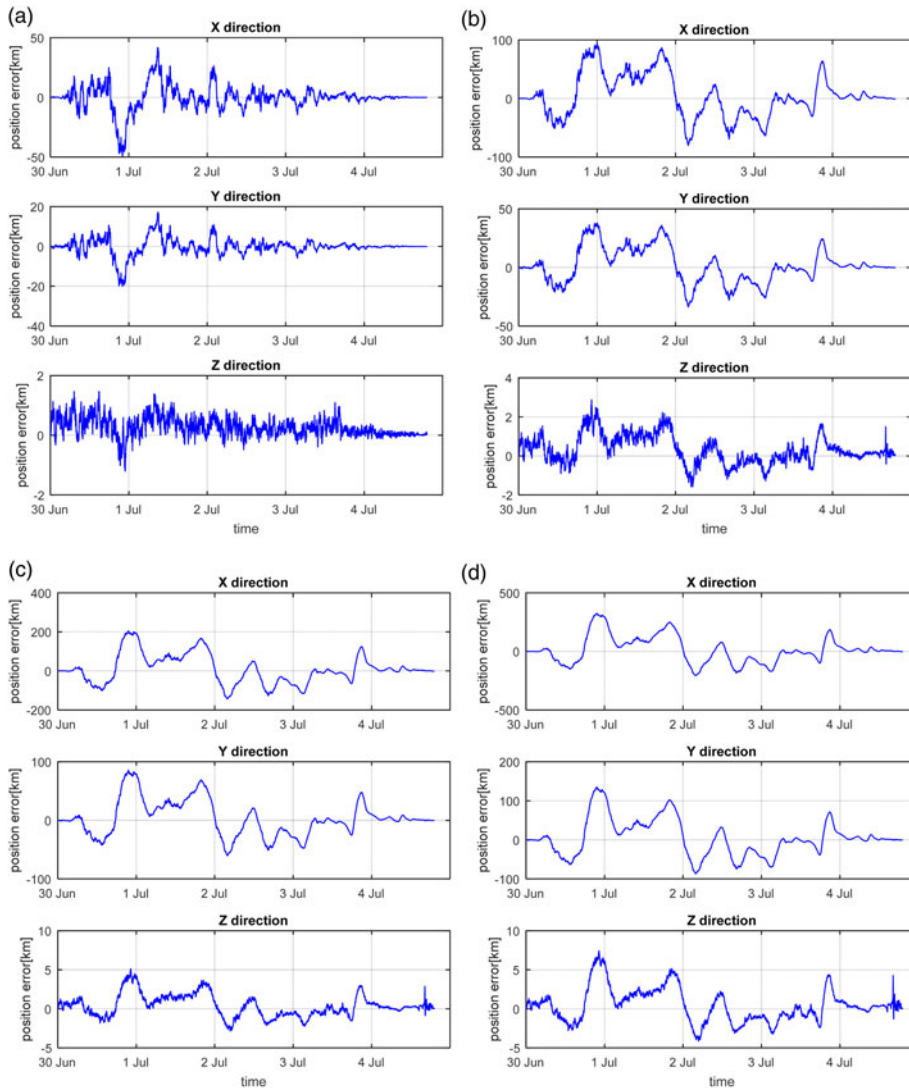 (a)
X direction
position error[km]
50
0
-50
30 Jun 1 Jul 2 Jul 3 Jul 4 Jul
Y direction
position error[km]
20
0
-20
-40
30 Jun 1 Jul 2 Jul 3 Jul 4 Jul
Z direction
position error[km]
2
0
-2
30 Jun 1 Jul 2 Jul 3 Jul 4 Jul
time
(b)
X direction
position error[km]
100
0
-100
30 Jun 1 Jul 2 Jul 3 Jul 4 Jul
Y direction
position error[km]
50
0
-50
30 Jun 1 Jul 2 Jul 3 Jul 4 Jul
Z direction
position error[km]
4
2
0
-2
30 Jun 1 Jul 2 Jul 3 Jul 4 Jul
time
(c)
X direction
position error[km]
400
200
0
-200
30 Jun 1 Jul 2 Jul 3 Jul 4 Jul
Y direction
position error[km]
100
0
-100
30 Jun 1 Jul 2 Jul 3 Jul 4 Jul
Z direction
position error[km]
10
5
0
-5
30 Jun 1 Jul 2 Jul 3 Jul 4 Jul
time
(d)
X direction
position error[km]
500
0
-500
30 Jun 1 Jul 2 Jul 3 Jul 4 Jul
Y direction
position error[km]
200
100
0
-100
30 Jun 1 Jul 2 Jul 3 Jul 4 Jul
Z direction
position error[km]
10
5
0
-5
30 Jun 1 Jul 2 Jul 3 Jul 4 Jul
time